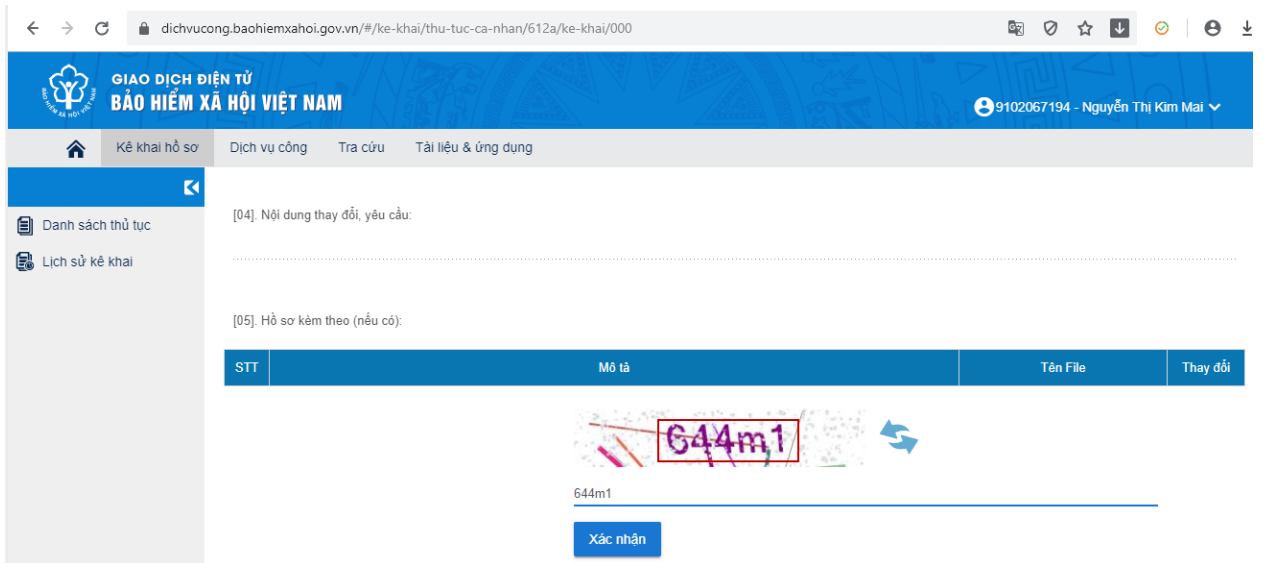 dichvucong.baohiemxahoi.gov.vn/#/ke-khai/thu-tuc-ca-nhan/612a/ke-khai/000
GIAO DỊCH ĐIỆN TỬ
BẢO HIỂM XÃ HỘI VIỆT NAM
9102067194 - Nguyễn Thị Kim Mai
Kê khai hồ sơ Dịch vụ công Tra cứu Tài liệu & ứng dụng
Danh sách thủ tục
Lịch sử kê khai
[04]. Nội dung thay đổi, yêu cầu:
[05]. Hồ sơ kèm theo (nếu có):
STT Mô tả Tên File Thay đổi
644m1
644m1
Xác nhận